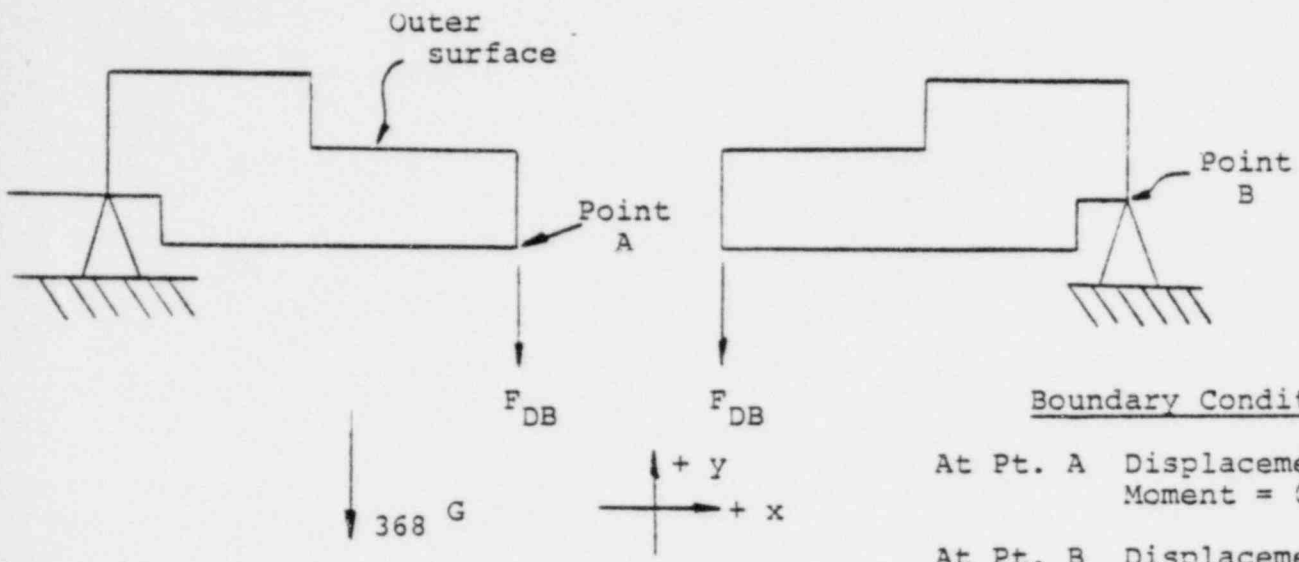 Outer
surface
Point
B
Point
A
F DB
F DB
368 G
+ y
+ x
Boundary Condit
At Pt. A Displaceme
Moment =
At Pt. B Displaceme